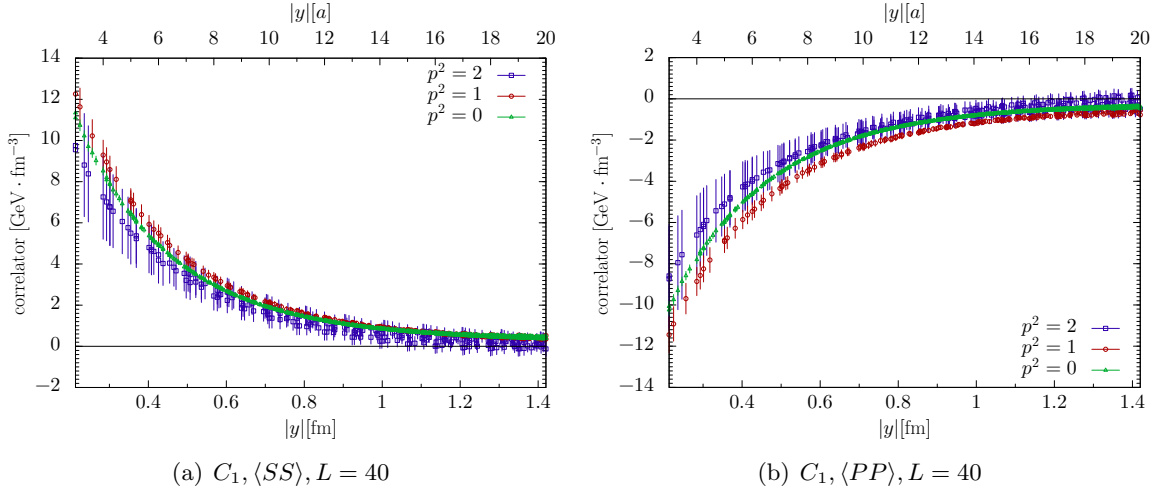 |y|[a]
4 6 8 10 12 14 16 18 20
14
12
10
8
6
4
2
0
−2
correlator [GeV · fm⁻³]
p² = 2
p² = 1
p² = 0
0.4 0.6 0.8 1 1.2 1.4
|y|[fm]
(a) C₁, ⟨SS⟩, L = 40
|y|[a]
4 6 8 10 12 14 16 18 20
2
0
−2
−4
−6
−8
−10
−12
−14
correlator [GeV · fm⁻³]
p² = 2
p² = 1
p² = 0
0.4 0.6 0.8 1 1.2 1.4
|y|[fm]
(b) C₁, ⟨PP⟩, L = 40